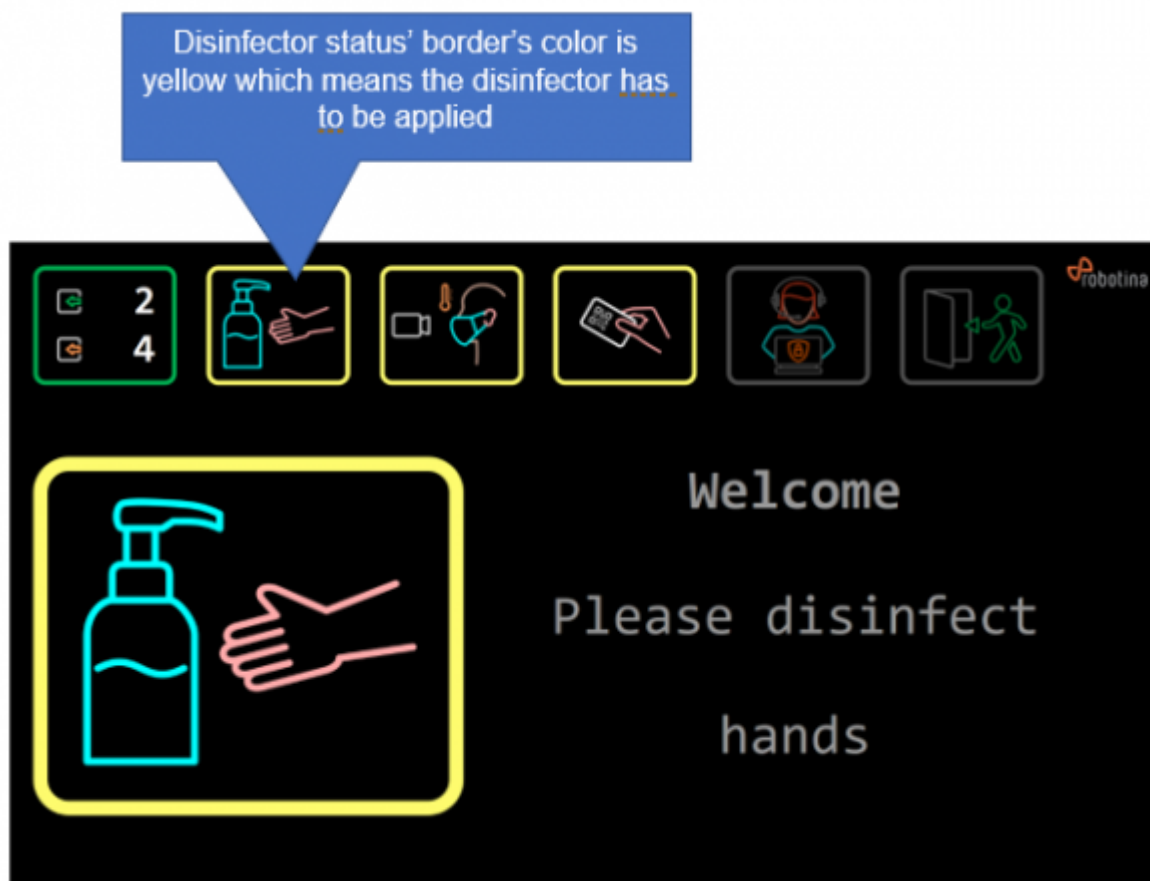 Disinfector status’ border’s color is
yellow which means the disinfector has
to be applied
2
4
robotina
Welcome
Please disinfect
hands